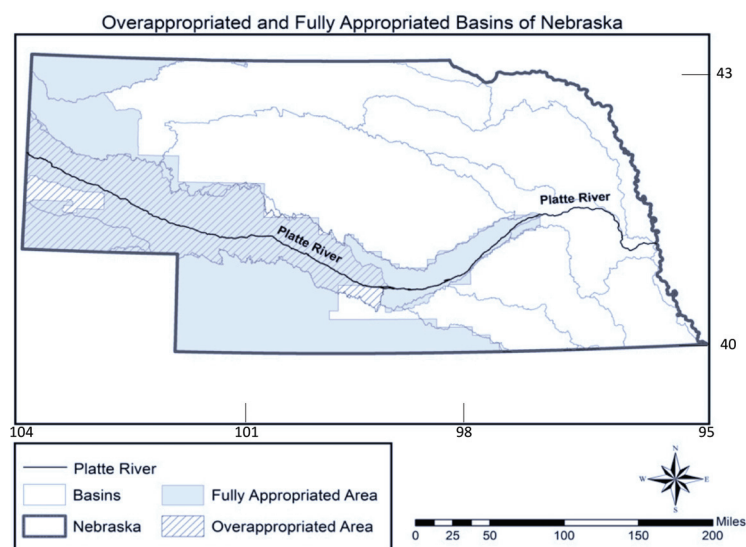 Overappropriated and Fully Appropriated Basins of Nebraska
43
Platte River
Platte River
40
104 101 98 95
Platte River
Basins Fully Appropriated Area
Nebraska Overappropriated Area
N
W E
S
Miles
0 25 50 100 150 200